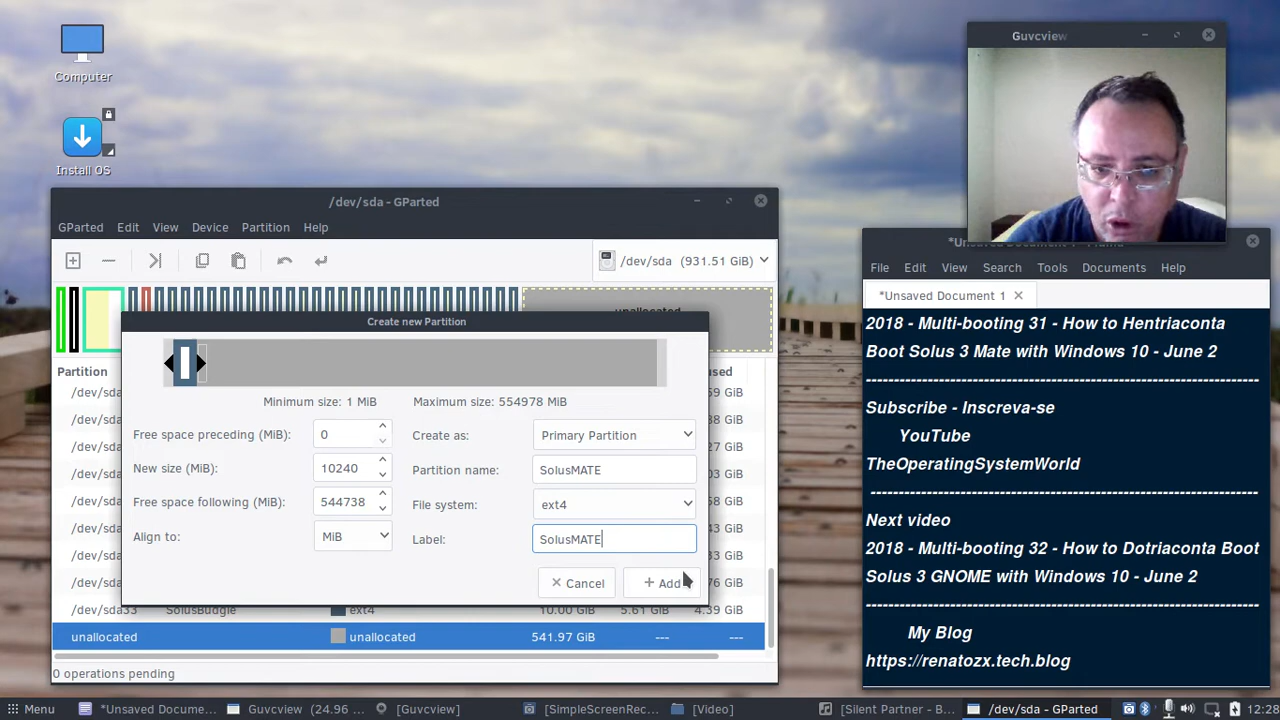 Computer
Install OS
/dev/sda - GParted
GParted Edit View Partition Device Help
/dev/sda (931.51 GiB)
unallocated
Create new Partition
Partition
used
Minimum size: 1 MiB Maximum size: 554978 MiB
Free space preceding (MiB): 0 Create as: Primary Partition
New size (MiB): 10240 Partition name: SolusMATE
Free space following (MiB): 544738 File system: ext4
Align to: MiB Label: SolusMATE
Cancel Add
/dev/sda33 SolusBudgie ext4 10.00 GiB 5.61 GiB 4.39 GiB
unallocated unallocated 541.97 GiB --- ---
0 operations pending
Guvcview
File Edit View Search Tools Documents Help
*Unsaved Document 1
2018 - Multi-booting 31 - How to Hentriaconta
Boot Solus 3 Mate with Windows 10 - June 2
--------------------------------------------------------------------
Subscribe - Inscreva-se
YouTube
TheOperatingSystemWorld
--------------------------------------------------------------------
Next video
2018 - Multi-booting 32 - How to Dotriaconta Boot
Solus 3 GNOME with Windows 10 - June 2
--------------------------------------------------------------------
My Blog
https://renatozx.tech.blog
Menu *Unsaved Docume... Guvcview (24.96 ... [Guvcview] [SimpleScreenRec... [Video] [Silent Partner - B... /dev/sda - GParted 12:28